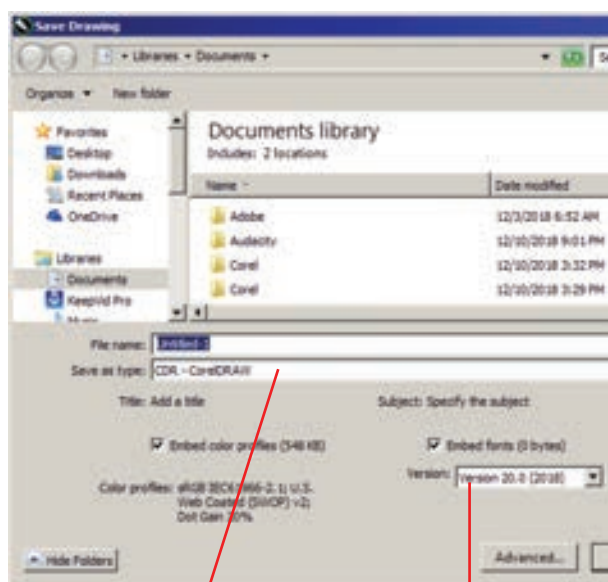 Save Drawing
Libraries Documents
Organize New folder
Favorites
Desktop
Downloads
Recent Places
OneDrive
Libraries
Documents
KeepVid Pro
Documents library
Includes: 2 locations
Name Date modified
Adobe 12/3/2018 6:52 AM
Audacity 12/10/2018 9:01 PM
Corel 12/10/2018 3:32 PM
Corel 12/10/2018 3:29 PM
File name: Untitled-1
Save as type: CDR - CorelDRAW
Title: Add a title Subject: Specify the subject
Embed color profiles (548 KB) Embed fonts (0 bytes)
Color profiles: sRGB IEC61966-2.1; U.S.
Web Coated (SWOP) v2;
Dot Gain 20%
Version: Version 20.0 (2018)
Hide Folders Advanced...